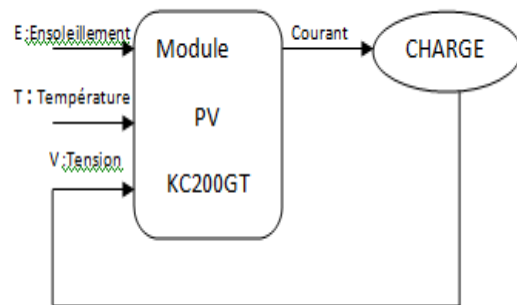 E:Ensoleillement
Module
Courant
CHARGE
T : Température
PV
V:Tension
KC200GT